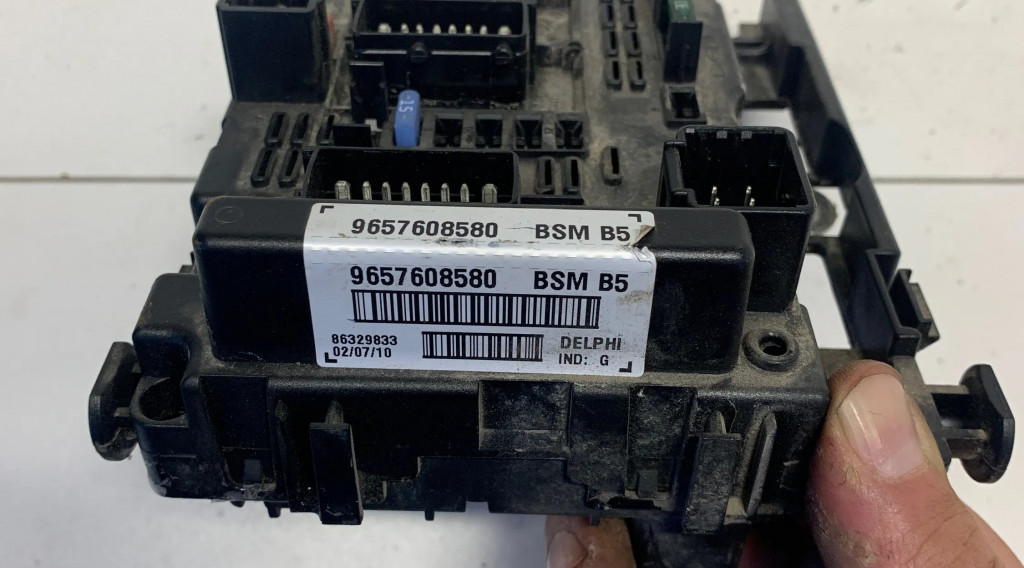 15
9657608580 BSM B5
9657608580 BSM B5
86329833
02/07/10
DELPHI
IND: G